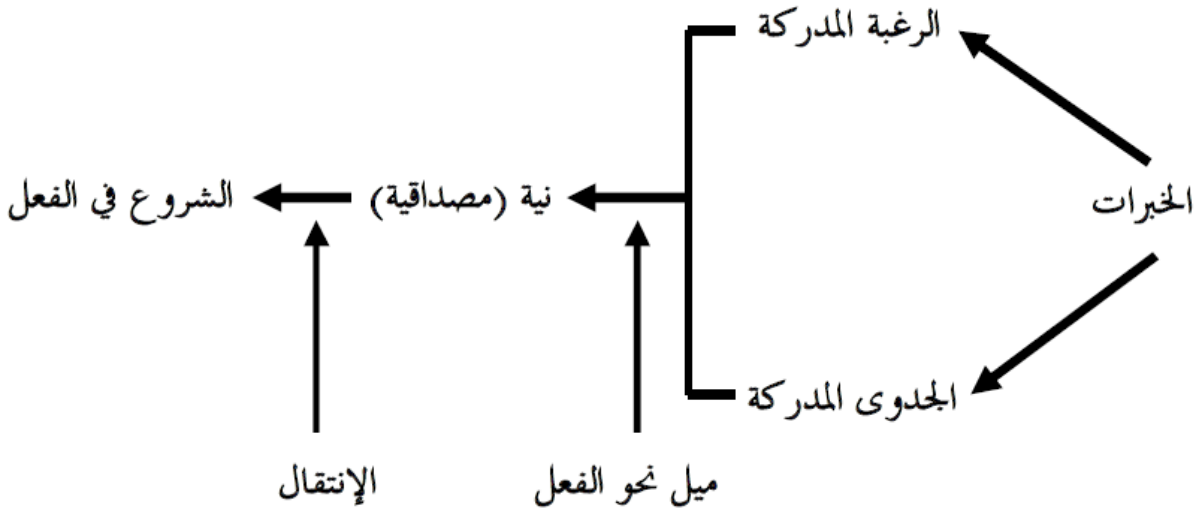 الرغبة المدركة
الخبرات
نية (مصداقية)
الشروع في الفعل
الجدوى المدركة
ميل نحو الفعل
الإنتقال